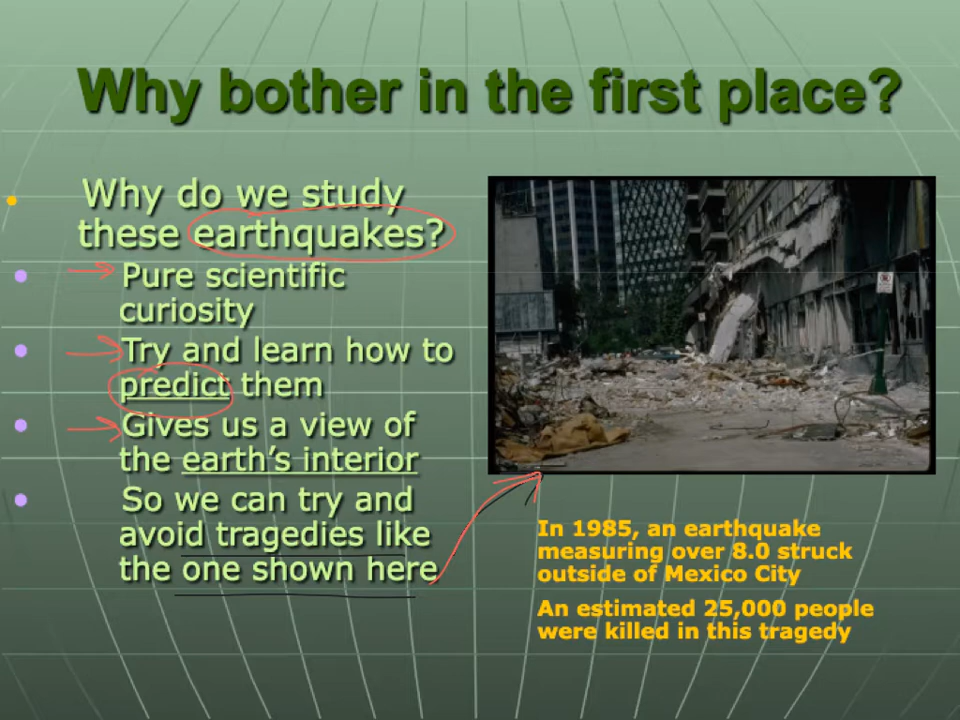 Why bother in the first place?
Why do we study
these earthquakes?
Pure scientific
curiosity
Try and learn how to
predict them
Gives us a view of
the earth's interior
So we can try and
avoid tragedies like
the one shown here
In 1985, an earthquake
measuring over 8.0 struck
outside of Mexico City
An estimated 25,000 people
were killed in this tragedy